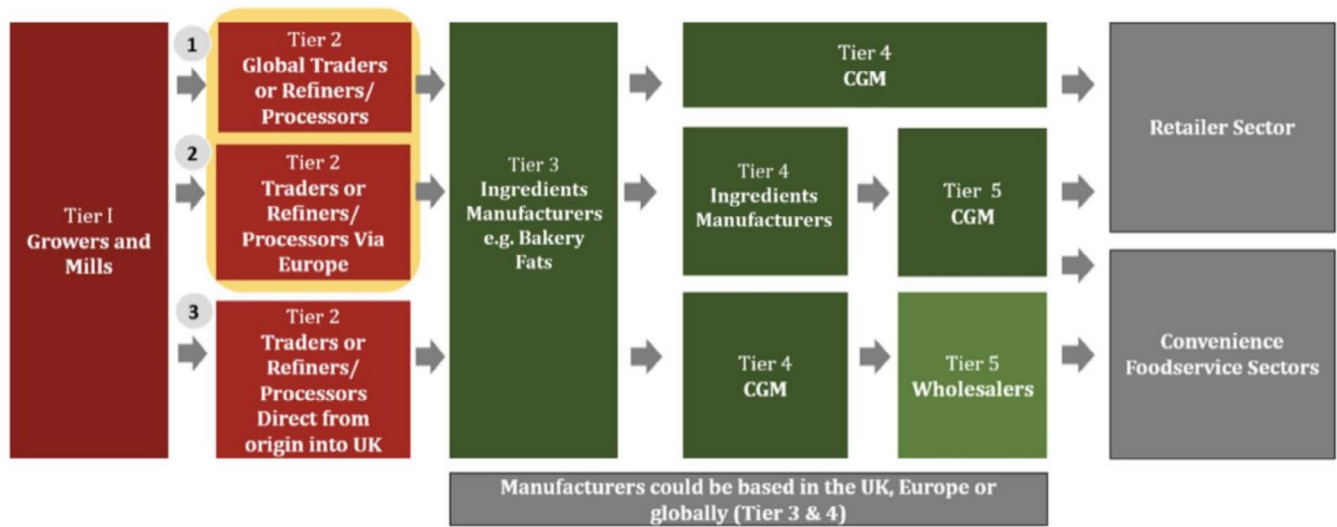 1
2
3
Tier I
Growers and
Mills
Tier 2
Global Traders
or Refiners/
Processors
Tier 2
Traders or
Refiners/
Processors Via
Europe
Tier 2
Traders or
Refiners/
Processors
Direct from
origin into UK
Tier 3
Ingredients
Manufacturers
e.g. Bakery
Fats
Tier 4
CGM
Tier 4
Ingredients
Manufacturers
Tier 5
CGM
Tier 4
CGM
Tier 5
Wholesalers
Retailer Sector
Convenience
Foodservice Sectors
Manufacturers could be based in the UK, Europe or
globally (Tier 3 & 4)